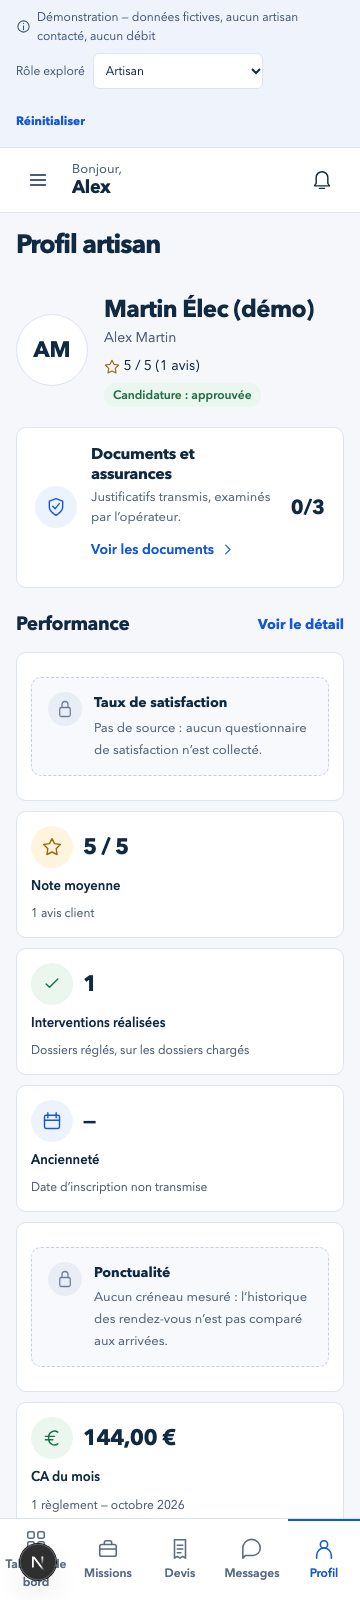 Démonstration – données fictives, aucun artisan
contacté, aucun débit
Rôle exploré Artisan
Réinitialiser
Bonjour,
Alex
Profil artisan
AM
Martin Élec (démo)
Alex Martin
5 / 5 (1 avis)
Candidature : approuvée
Documents et
assurances
Justificatifs transmis, examinés
par l’opérateur.
0/3
Voir les documents
Performance Voir le détail
Taux de satisfaction
Pas de source : aucun questionnaire
de satisfaction n’est collecté.
5 / 5
Note moyenne
1 avis client
1
Interventions réalisées
Dossiers réglés, sur les dossiers chargés
–
Ancienneté
Date d’inscription non transmise
Ponctualité
Aucun créneau mesuré : l’historique
des rendez-vous n’est pas comparé
aux arrivées.
€ 144,00 €
CA du mois
1 règlement – octobre 2026
N
bord
Missions
Devis
Messages
Profil